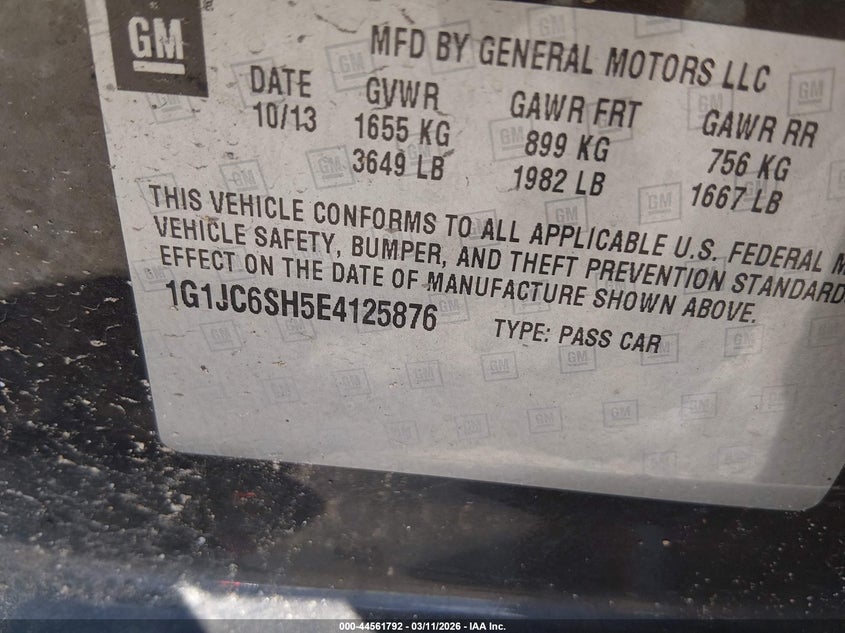 GM
MFD BY GENERAL MOTORS LLC
DATE GVWR GAWR FRT GAWR RR
10/13 1655 KG 899 KG 756 KG
3649 LB 1982 LB 1667 LB
THIS VEHICLE CONFORMS TO ALL APPLICABLE U.S. FEDERAL M
VEHICLE SAFETY, BUMPER, AND THEFT PREVENTION STANDARD
EFFECT ON THE DATE OF MANUFACTURE SHOWN ABOVE.
1G1JC6SH5E4125876 TYPE: PASS CAR
000-44561792 - 03/11/2026 - IAA Inc.